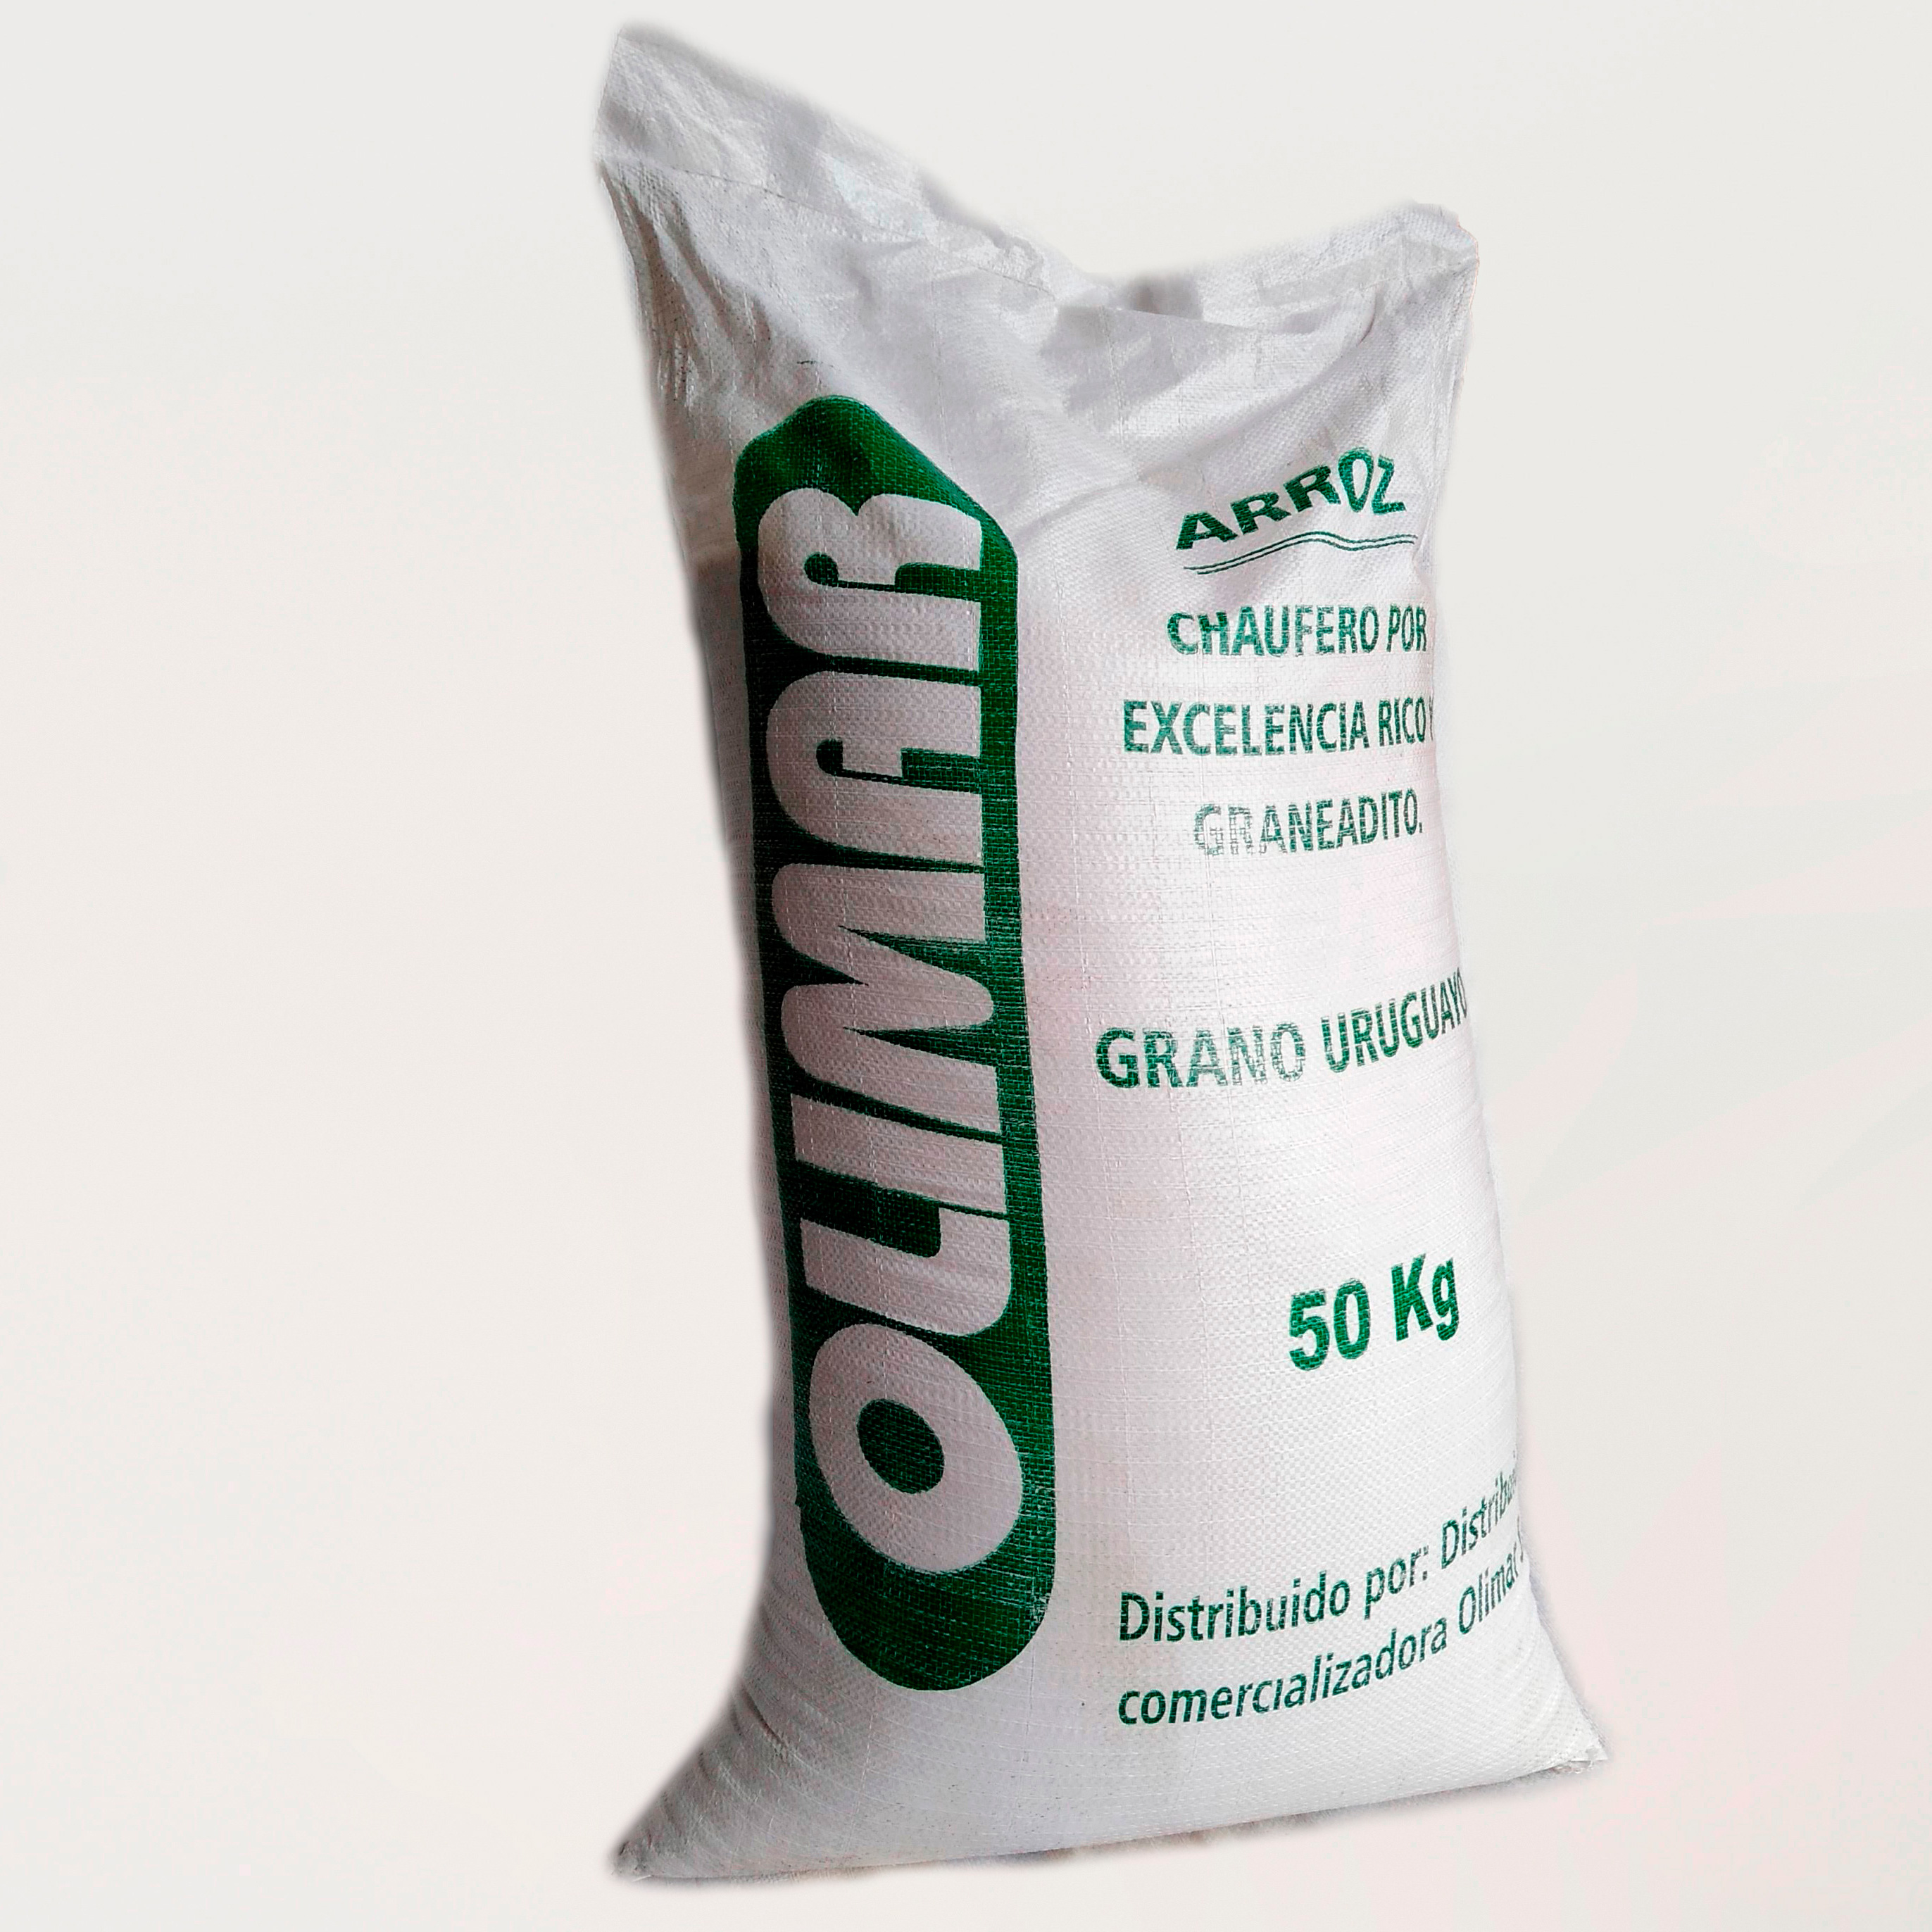 OLIMAR
ARROZ
CHAUFERO POR
EXCELENCIA RICO Y
GRANEADITO.
GRANO URUGUAYO
50 Kg
Distribuido por:
comercializadora Olimar